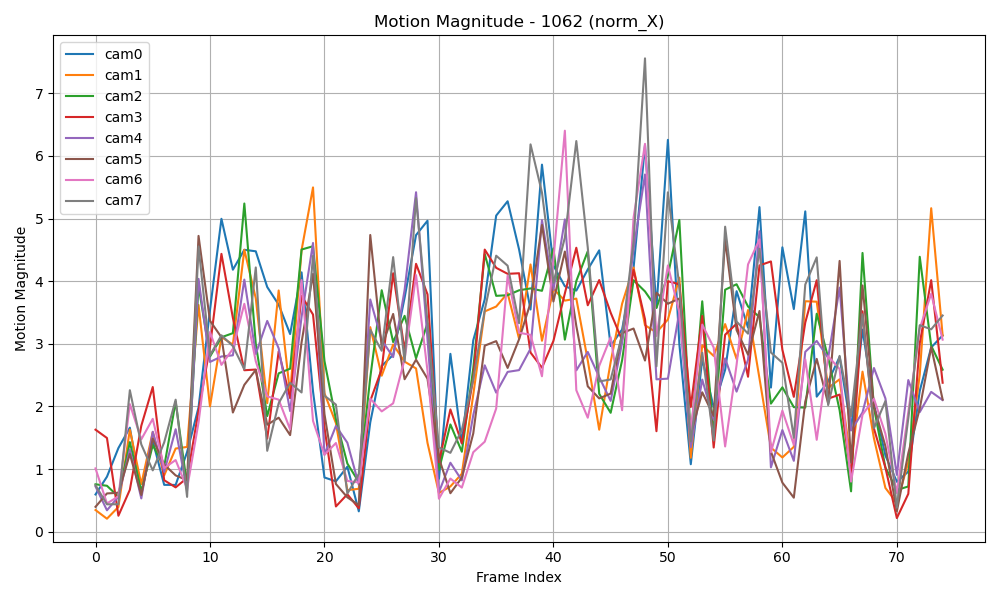 Motion Magnitude - 1062 (norm_X)
cam0
cam1
cam2
cam3
cam4
cam5
cam6
cam7
Motion Magnitude
7
6
5
4
3
2
1
0
0 10 20 30 40 50 60 70
Frame Index